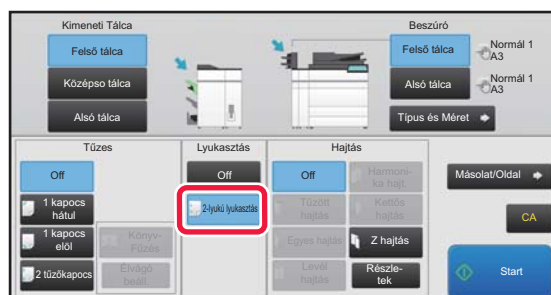 Kimeneti Tálca
Beszúró
Felső tálca
Középso tálca
Alsó tálca
Felső tálca
Normál 1
A3
Alsó tálca
Normál 1
A3
Típus és Méret
Tűzes
Off
1 kapocs
hátul
1 kapocs
elöl
2 tűzőkapocs
Könyv-
Fűzés
Elvágó
beáll.
Lyukasztás
Off
2-lyukú lyukasztás
Hajtás
Off
Harmoni-
ka hajt.
Tűzött
hajtás
Kettős
hajtás
Egyes hajtás
Z hajtás
Levél
hajtás
Részle-
tek
Másolat/Oldal
CA
Start